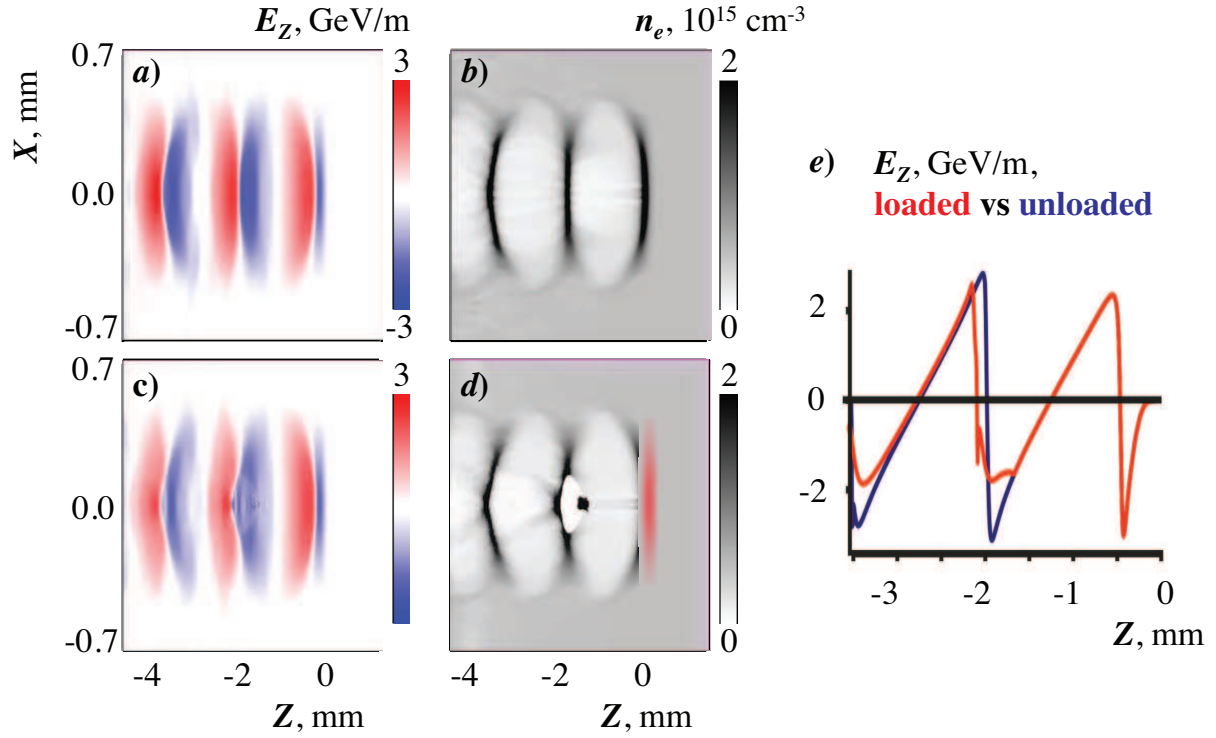 E_Z, GeV/m
n_e, 10^15 cm^-3
a)
b)
0.7
0.0
-0.7
X, mm
3
-3
2
0
c)
d)
0.7
0.0
-0.7
3
2
0
-4 -2 0
Z, mm
-4 -2 0
Z, mm
e) E_Z, GeV/m,
loaded vs unloaded
2
0
-2
-3 -2 -1 0
Z, mm